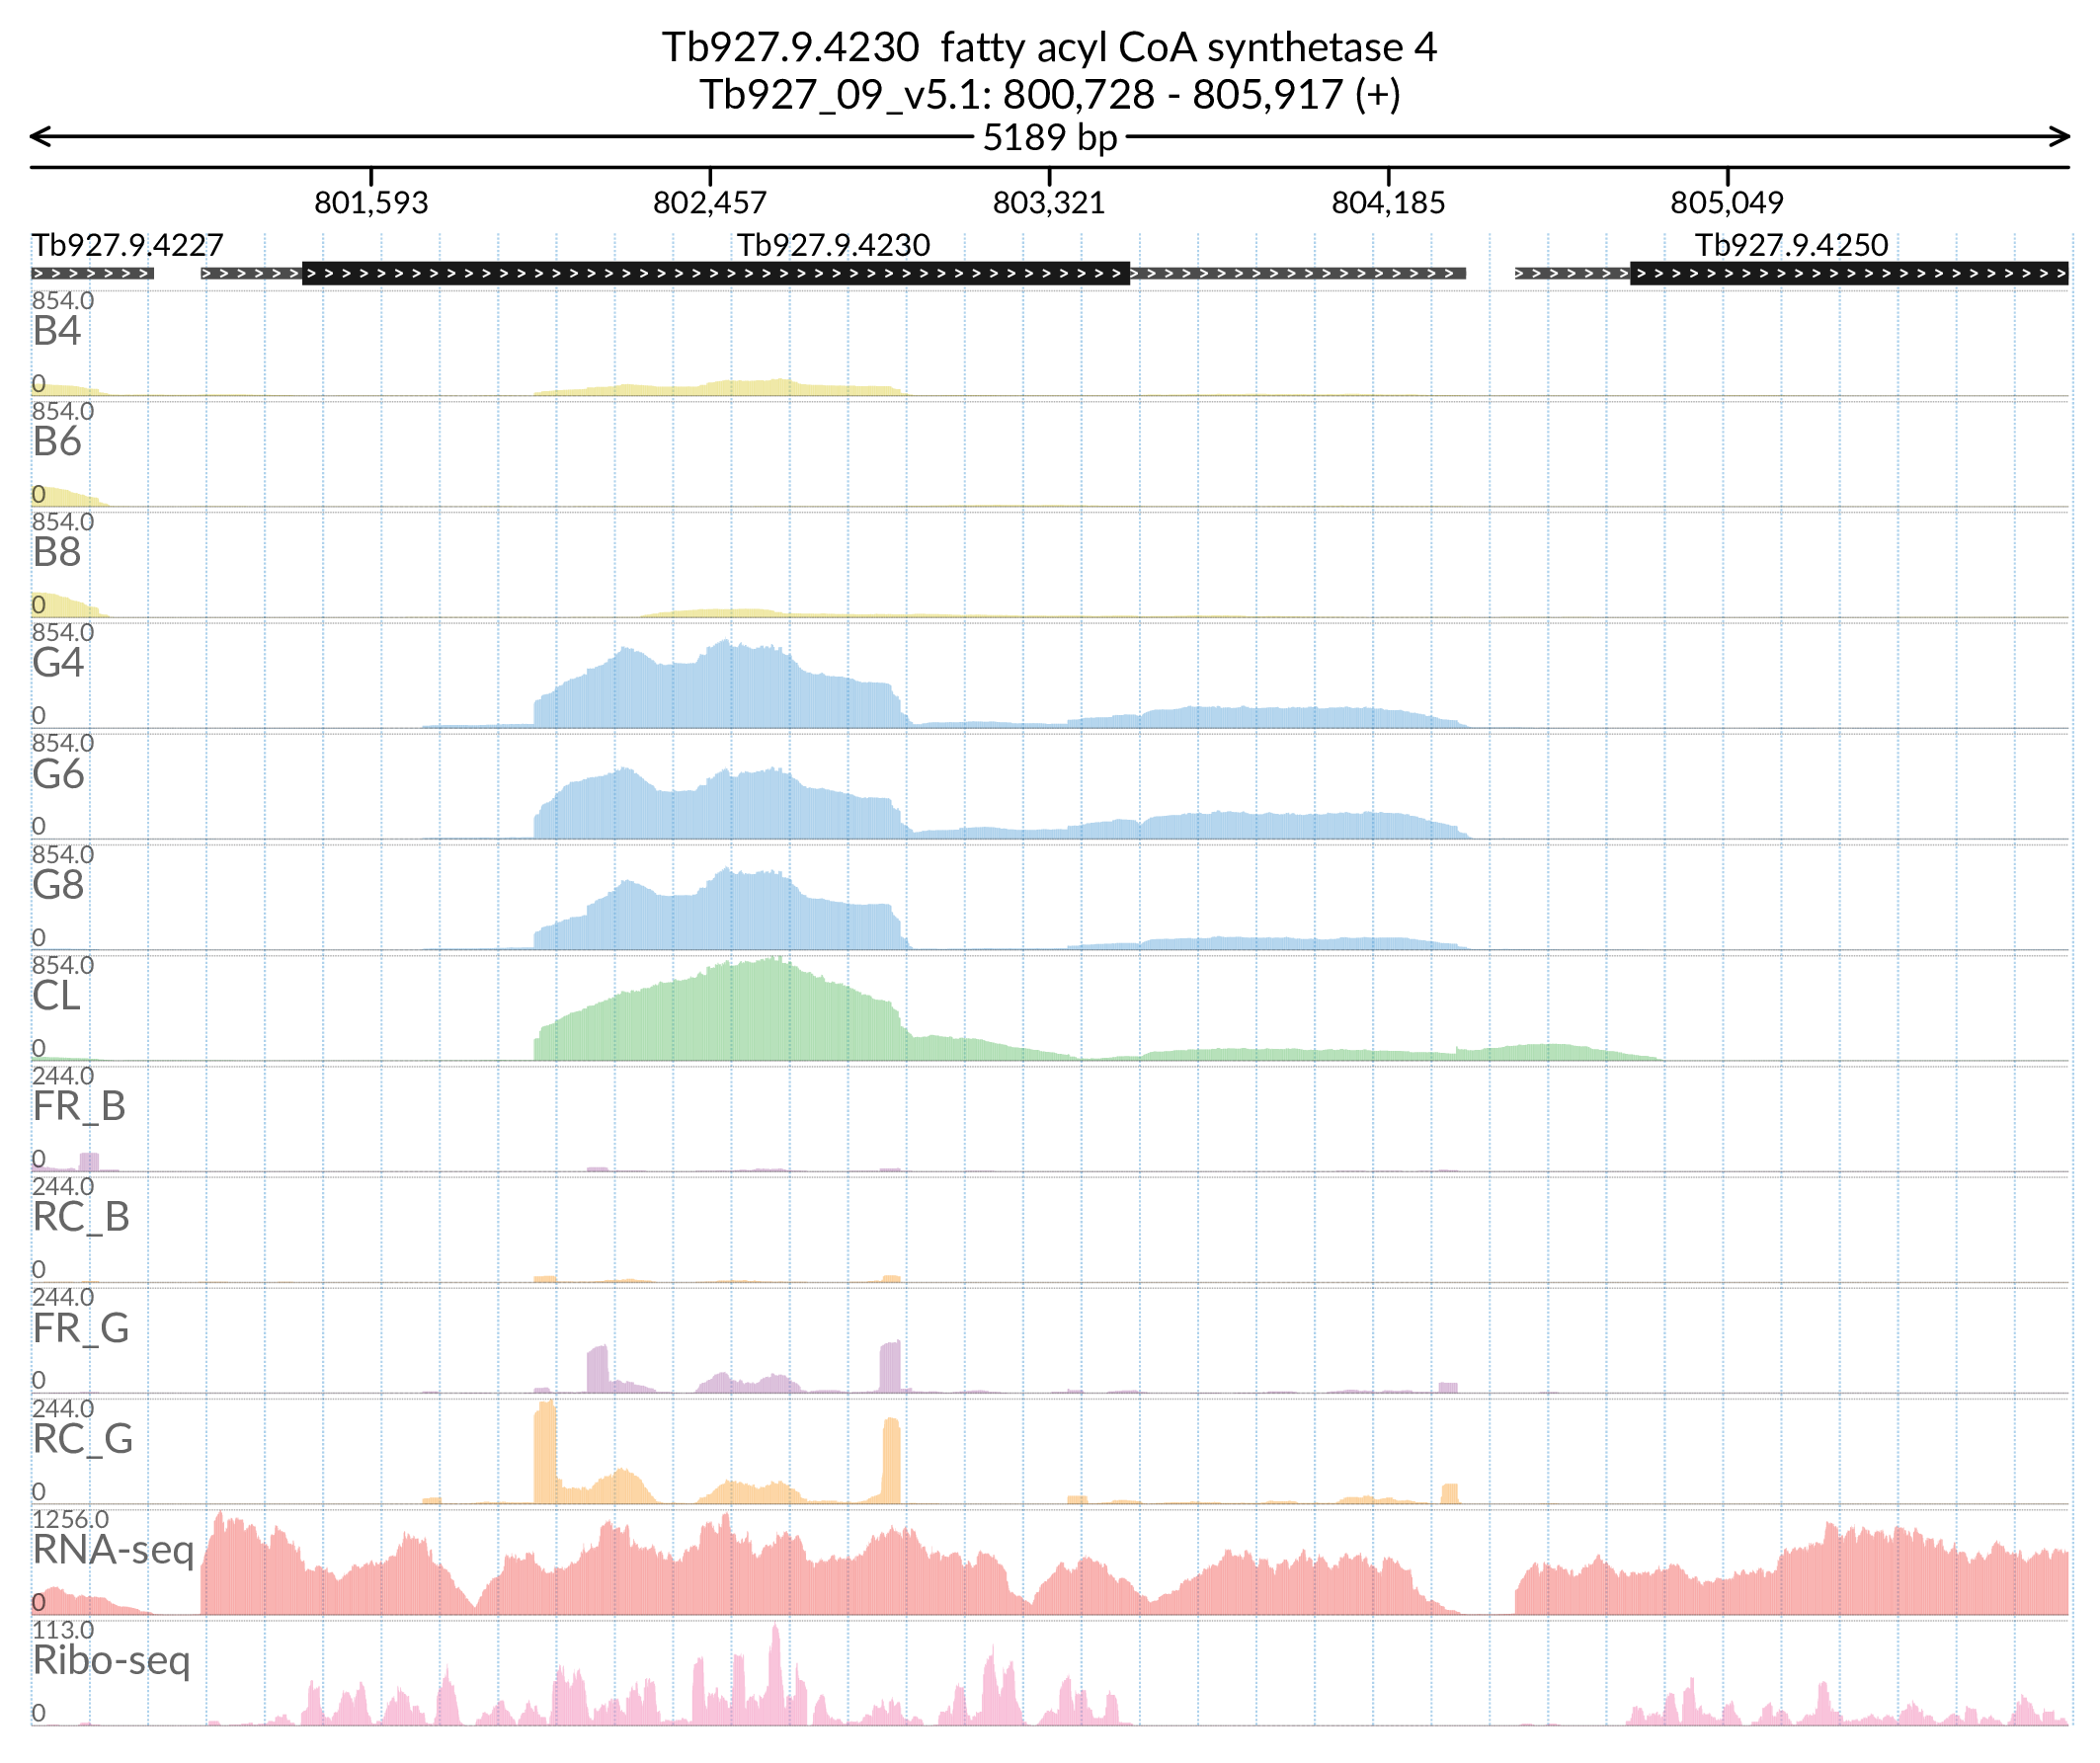 Tb927.9.4230 fatty acyl CoA synthetase 4
Tb927_09_v5.1: 800,728 - 805,917 (+)
5189 bp
801,593 802,457 803,321 804,185 805,049
Tb927.9.4227 Tb927.9.4230 Tb927.9.4250
854.0
B4
0
854.0
B6
0
854.0
B8
0
854.0
G4
0
854.0
G6
0
854.0
G8
0
854.0
CL
0
244.0
FR_B
0
244.0
RC_B
0
244.0
FR_G
0
244.0
RC_G
0
1256.0
RNA-seq
0
113.0
Ribo-seq
0